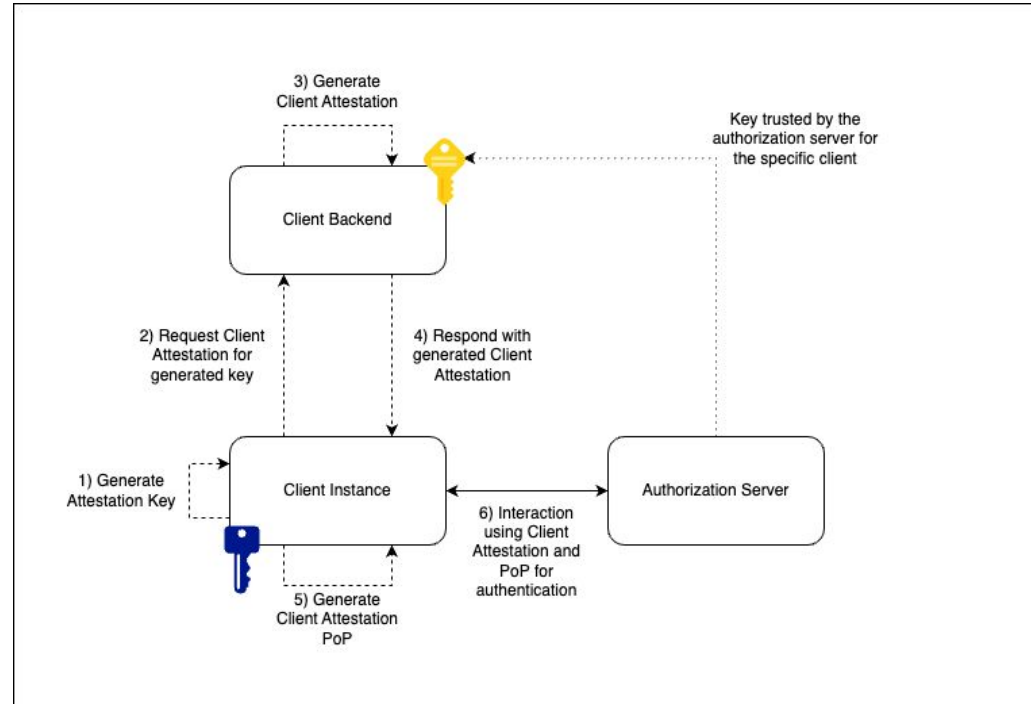 3) Generate
Client Attestation
Key trusted by the
authorization server for
the specific client
Client Backend
2) Request Client
Attestation for
generated key
4) Respond with
generated Client
Attestation
1) Generate
Attestation Key
Client Instance
Authorization Server
6) Interaction
using Client
Attestation and
PoP for
authentication
5) Generate
Client Attestation
PoP